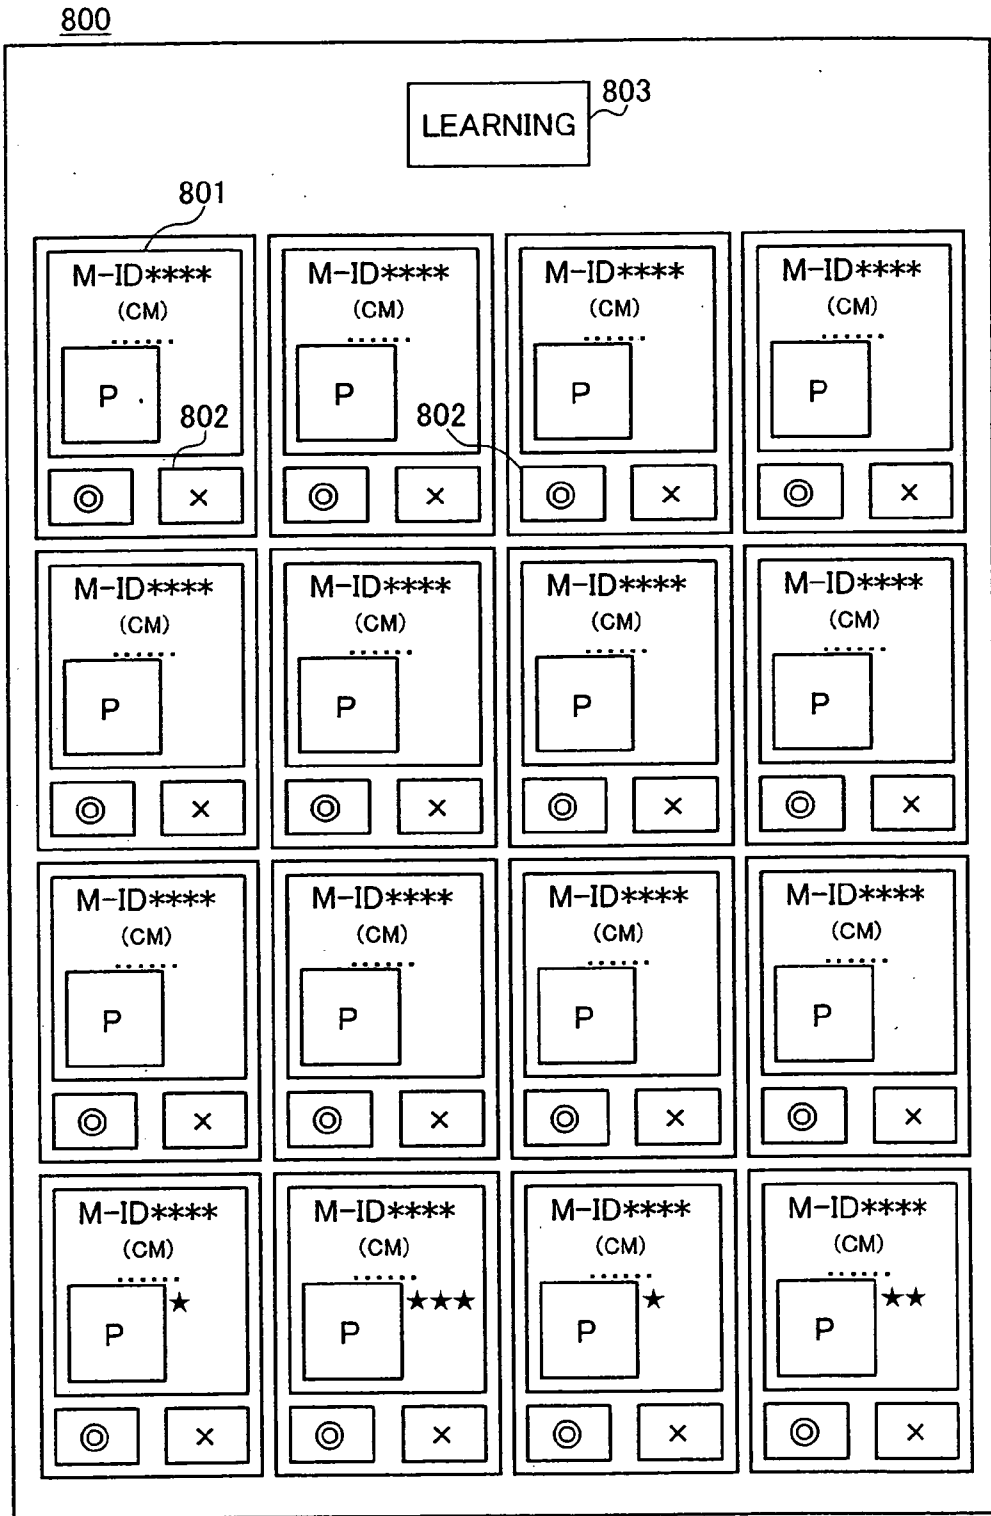 800
LEARNING 803
801
M-ID**** M-ID**** M-ID**** M-ID****
(CM) (CM) (CM) (CM)
...... ...... ...... ......
P P P P
802 802
◎ × ◎ × ◎ × ◎ ×
M-ID**** M-ID**** M-ID**** M-ID****
(CM) (CM) (CM) (CM)
...... ...... ...... ......
P P P P
◎ × ◎ × ◎ × ◎ ×
M-ID**** M-ID**** M-ID**** M-ID****
(CM) (CM) (CM) (CM)
...... ...... ...... ......
P P P P
◎ × ◎ × ◎ × ◎ ×
M-ID**** M-ID**** M-ID**** M-ID****
(CM) (CM) (CM) (CM)
...... ...... ...... ......
★ ★★★ ★ ★★
P P P P
◎ × ◎ × ◎ × ◎ ×